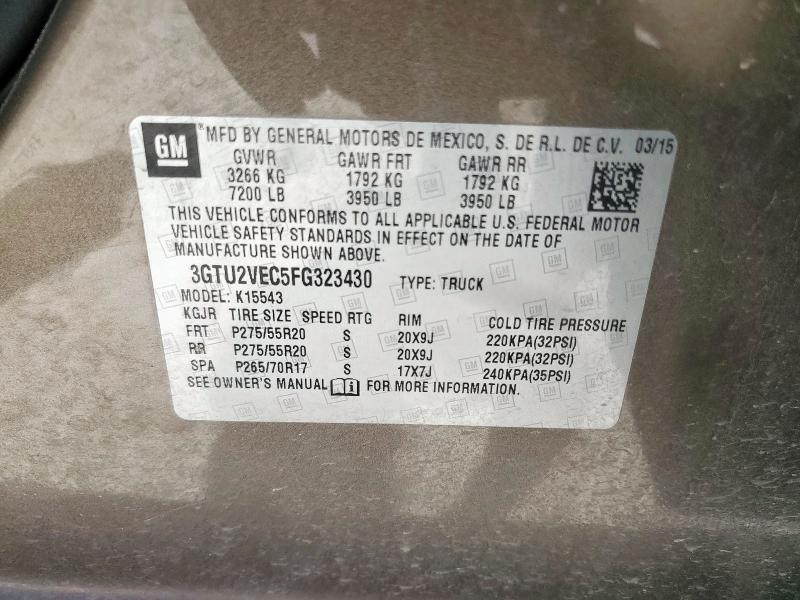 GM ® MFD BY GENERAL MOTORS DE MEXICO, S. DE R.L. DE C.V. 03/15
GVWR GAWR FRT GAWR RR
3266 KG 1792 KG 1792 KG
7200 LB 3950 LB 3950 LB
THIS VEHICLE CONFORMS TO ALL APPLICABLE U.S. FEDERAL MOTOR
VEHICLE SAFETY STANDARDS IN EFFECT ON THE DATE OF
MANUFACTURE SHOWN ABOVE.
3GTU2VEC5FG323430 TYPE: TRUCK
MODEL: K15543
KGJR TIRE SIZE SPEED RTG RIM COLD TIRE PRESSURE
FRT P275/55R20 S 20X9J 220KPA(32PSI)
RR P275/55R20 S 20X9J 220KPA(32PSI)
SPA P265/70R17 S 17X7J 240KPA(35PSI)
SEE OWNER'S MANUAL FOR MORE INFORMATION.